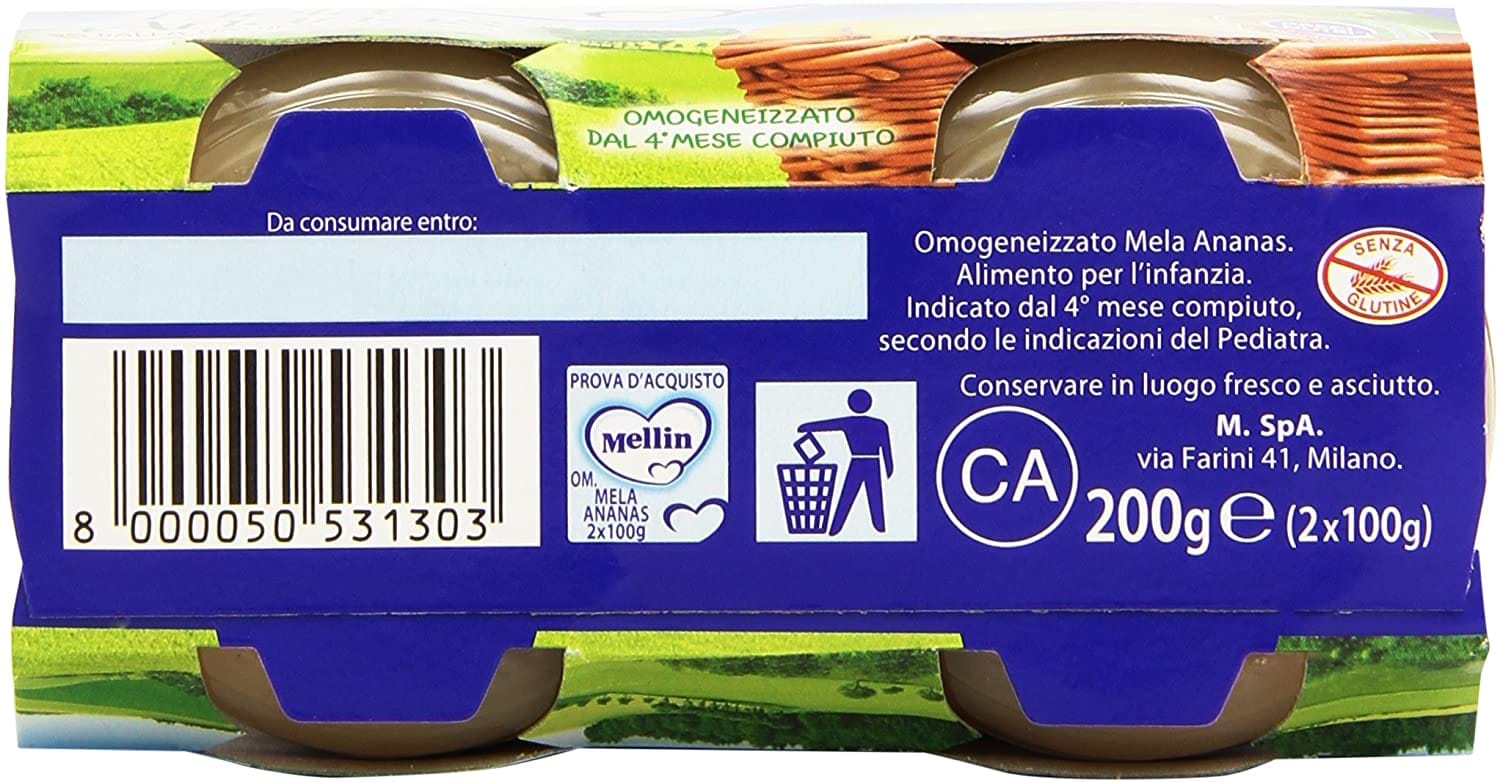 OMOGENEIZZATO
DAL 4° MESE COMPIUTO
Da consumare entro:
Omogeneizzato Mela Ananas.
Alimento per l'infanzia.
Indicato dal 4° mese compiuto,
secondo le indicazioni del Pediatra.
SENZA
GLUTINE
Conservare in luogo fresco e asciutto.
M. SpA.
via Farini 41, Milano.
CA
200g e (2x100g)
PROVA D'ACQUISTO
Mellin
OM.
MELA
ANANAS
2x100g
8 000050 531303